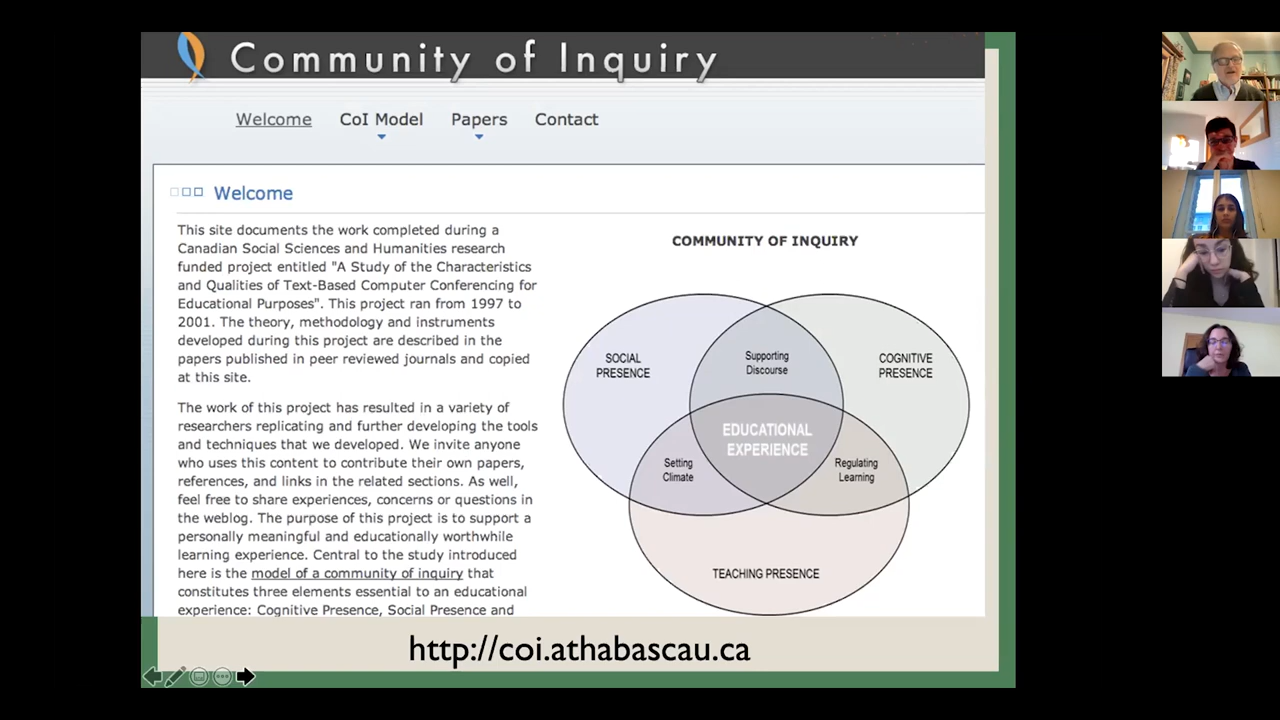 Community of Inquiry
Welcome CoI Model Papers Contact
Welcome
This site documents the work completed during a
Canadian Social Sciences and Humanities research
funded project entitled "A Study of the Characteristics
and Qualities of Text-Based Computer Conferencing for
Educational Purposes". This project ran from 1997 to
2001. The theory, methodology and instruments
developed during this project are described in the
papers published in peer reviewed journals and copied
at this site.
The work of this project has resulted in a variety of
researchers replicating and further developing the tools
and techniques that we developed. We invite anyone
who uses this content to contribute their own papers,
references, and links in the related sections. As well,
feel free to share experiences, concerns or questions in
the weblog. The purpose of this project is to support a
personally meaningful and educationally worthwhile
learning experience. Central to the study introduced
here is the model of a community of inquiry that
constitutes three elements essential to an educational
experience: Cognitive Presence, Social Presence and
COMMUNITY OF INQUIRY
SOCIAL
PRESENCE
Supporting
Discourse
COGNITIVE
PRESENCE
EDUCATIONAL
EXPERIENCE
Setting
Climate
Regulating
Learning
TEACHING PRESENCE
http://coi.athabascau.ca